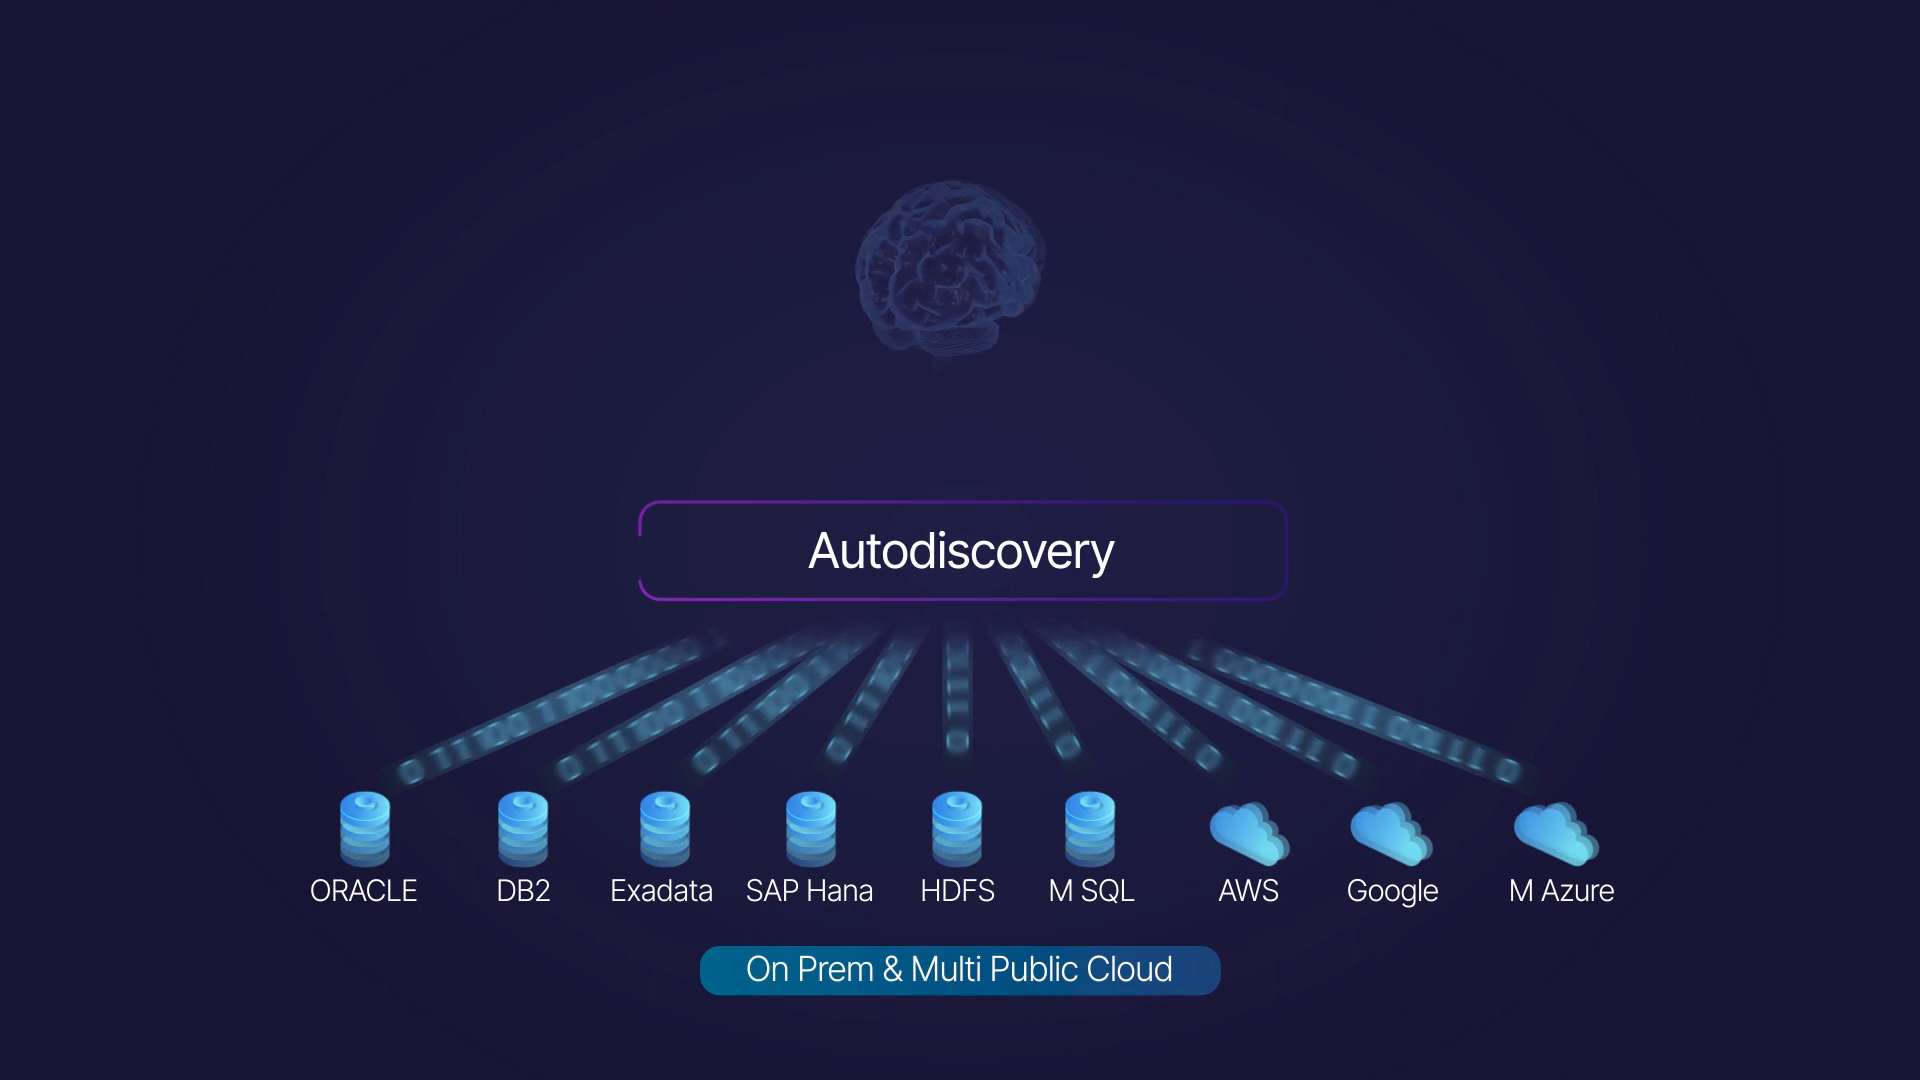 Autodiscovery
ORACLE DB2 Exadata SAP Hana HDFS M SQL AWS Google M Azure
On Prem & Multi Public Cloud